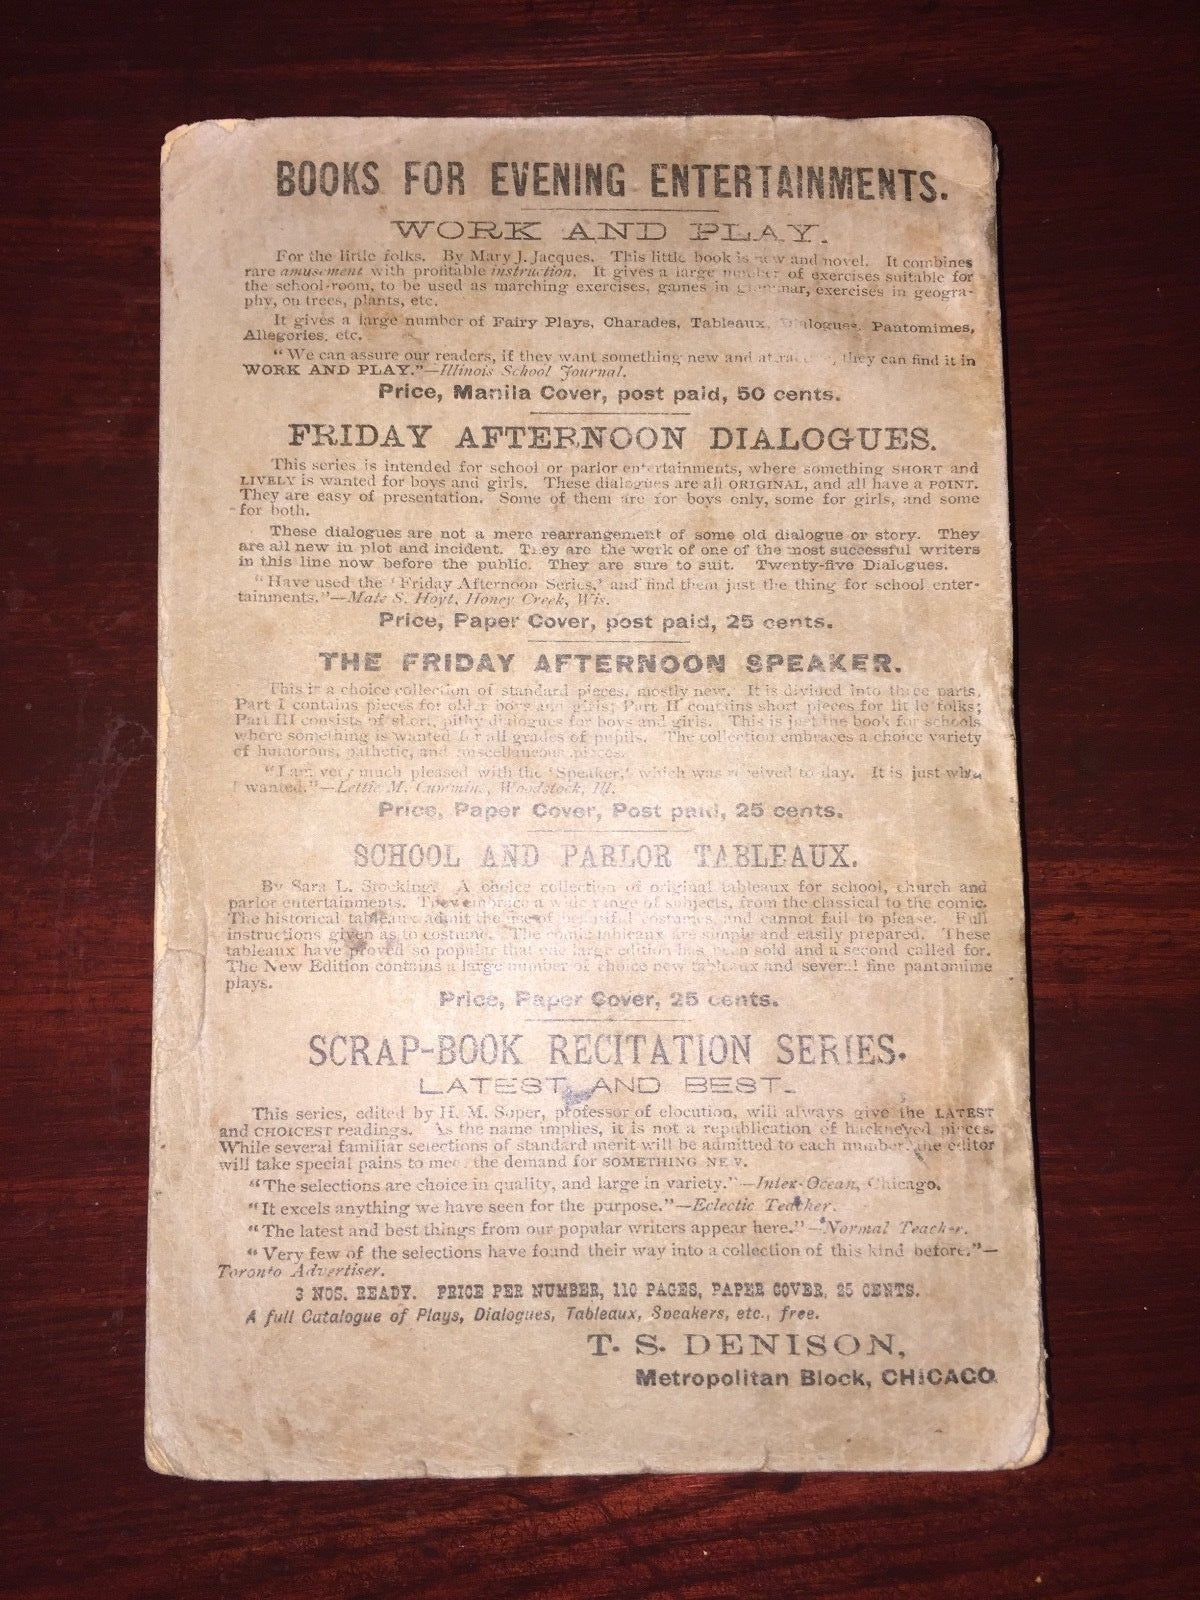 BOOKS FOR EVENING ENTERTAINMENTS.
WORK AND PLAY.
For the little folks. By Mary J. Jacques. This little book is new and novel. It combines
rare amusement with profitable instruction. It gives a large number of exercises suitable for
the school-room, to be used as marching exercises, games in grammar, exercises in geogra-
phy, on trees, plants, etc.
It gives a large number of Fairy Plays, Charades, Tableaux, Dialogues, Pantomimes,
Allegories, etc.
"We can assure our readers, if they want something new and attractive, they can find it in
WORK AND PLAY."—Illinois School Journal.
Price, Manila Cover, post paid, 50 cents.
FRIDAY AFTERNOON DIALOGUES.
This series is intended for school or parlor entertainments, where something SHORT and
LIVELY is wanted for boys and girls. These dialogues are all ORIGINAL, and all have a POINT.
They are easy of presentation. Some of them are for boys only, some for girls, and some
for both.
These dialogues are not a mere rearrangement of some old dialogue or story. They
are all new in plot and incident. They are the work of one of the most successful writers
in this line now before the public. They are sure to suit. Twenty-five Dialogues.
"Have used the 'Friday Afternoon Series,' and find them just the thing for school enter-
tainments."—Mate S. Hoyt, Honey Creek, Wis.
Price, Paper Cover, post paid, 25 cents.
THE FRIDAY AFTERNOON SPEAKER.
This is a choice collection of standard pieces, mostly new. It is divided into three parts.
Part I contains pieces for older boys and girls; Part II contains short pieces for little folks;
Part III consists of short, pithy dialogues for boys and girls. This is just the book for schools
where something is wanted for all grades of pupils. The collection embraces a choice variety
of humorous, pathetic, and miscellaneous pieces.
"I am very much pleased with the 'Speaker,' which was received to-day. It is just what
I wanted."—Lettie M. Cummins, Woodstock, Ill.
Price, Paper Cover, Post paid, 25 cents.
SCHOOL AND PARLOR TABLEAUX.
By Sara L. Stocking. A choice collection of original tableaux for school, church and
parlor entertainments. They embrace a wide range of subjects, from the classical to the comic.
The historical tableaux admit the use of beautiful costumes and cannot fail to please. Full
instructions given as to costume. The comic tableaux are simple and easily prepared. These
tableaux have proved so popular that one large edition has been sold and a second called for.
The New Edition contains a large number of choice new tableaux and several fine pantomime
plays.
Price, Paper Cover, 25 cents.
SCRAP-BOOK RECITATION SERIES.
LATEST AND BEST.
This series, edited by H. M. Soper, professor of elocution, will always give the LATEST
and CHOICEST readings. As the name implies, it is not a republication of hackneyed pieces.
While several familiar selections of standard merit will be admitted to each number, the editor
will take special pains to meet the demand for SOMETHING NEW.
"The selections are choice in quality, and large in variety."—Inter-Ocean, Chicago.
"It excels anything we have seen for the purpose."—Eclectic Teacher.
"The latest and best things from our popular writers appear here."—Normal Teacher.
"Very few of the selections have found their way into a collection of this kind before."—
Toronto Advertiser.
3 NOS. READY. PRICE PER NUMBER, 110 PAGES, PAPER COVER, 25 CENTS.
A full Catalogue of Plays, Dialogues, Tableaux, Speakers, etc., free.
T. S. DENISON,
Metropolitan Block, CHICAGO.